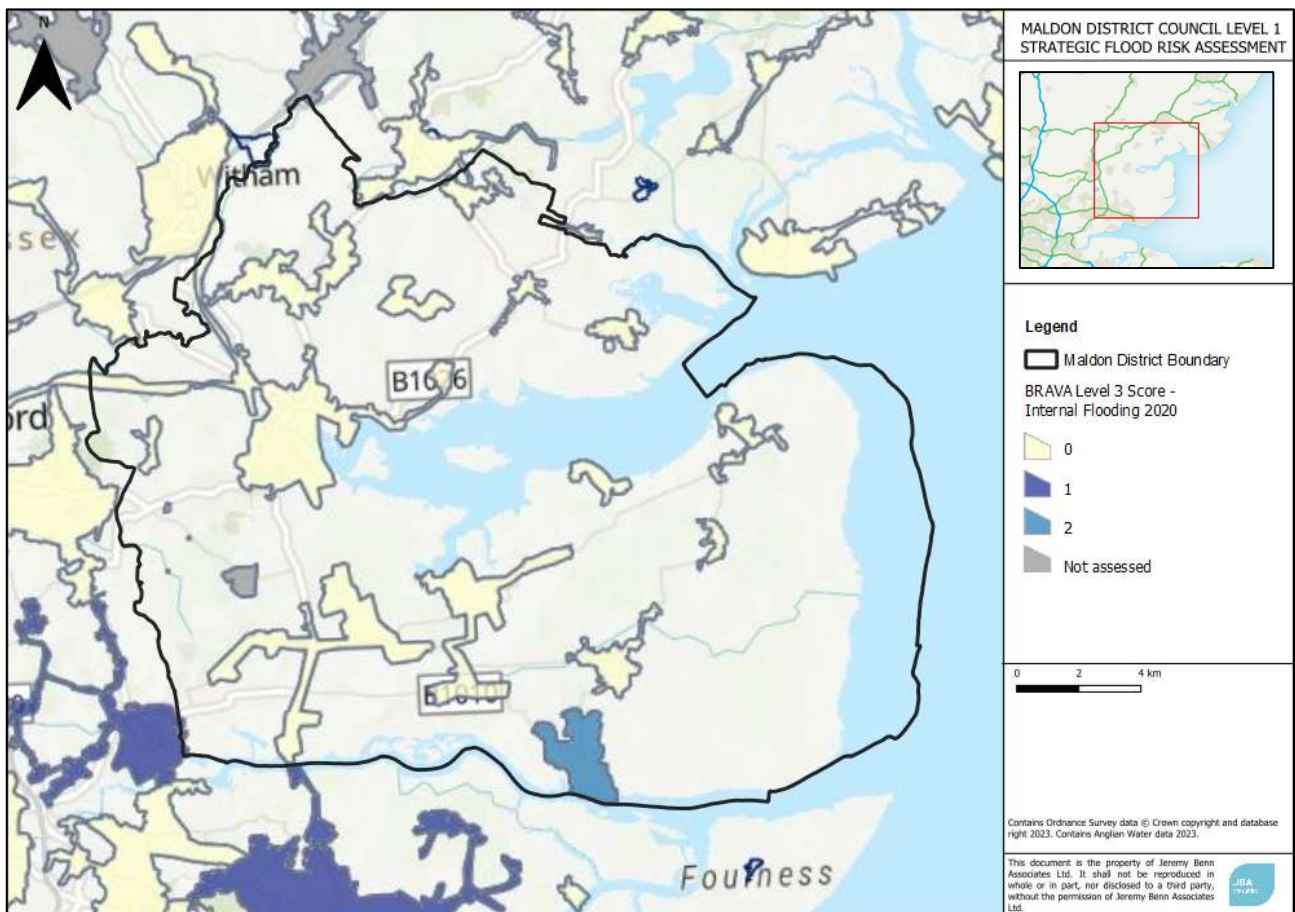 N
Witham
ssex
ord
B1010
Foulness
MALDON DISTRICT COUNCIL LEVEL 1
STRATEGIC FLOOD RISK ASSESSMENT
Legend
Maldon District Boundary
BRAVA Level 3 Score -
Internal Flooding 2020
0
1
2
Not assessed
0 2 4 km
Contains Ordnance Survey data © Crown copyright and database
right 2023. Contains Anglian Water data 2023.
This document is the property of Jeremy Benn
Associates Ltd. It shall not be reproduced in
whole or in part, nor disclosed to a third party,
without the permission of Jeremy Benn Associates
Ltd.
JBA